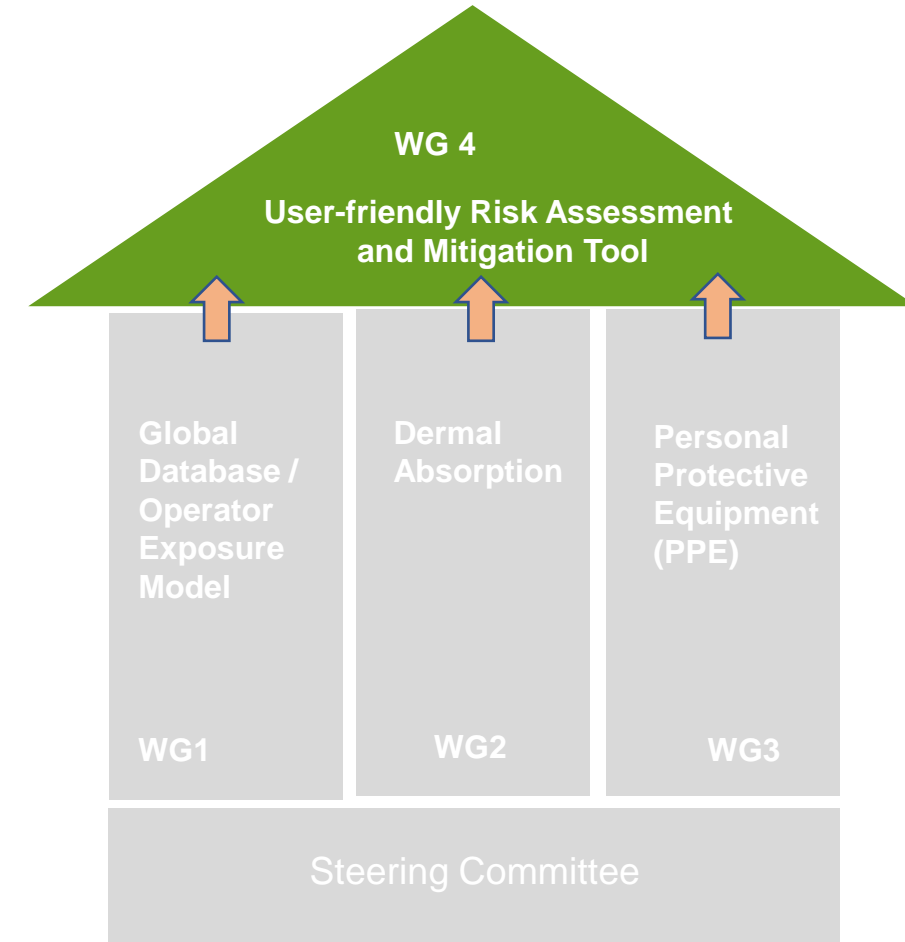 WG 4
User-friendly Risk Assessment
and Mitigation Tool
Global
Database /
Operator
Exposure
Model
WG1
Dermal
Absorption
WG2
Personal
Protective
Equipment
(PPE)
WG3
Steering Committee